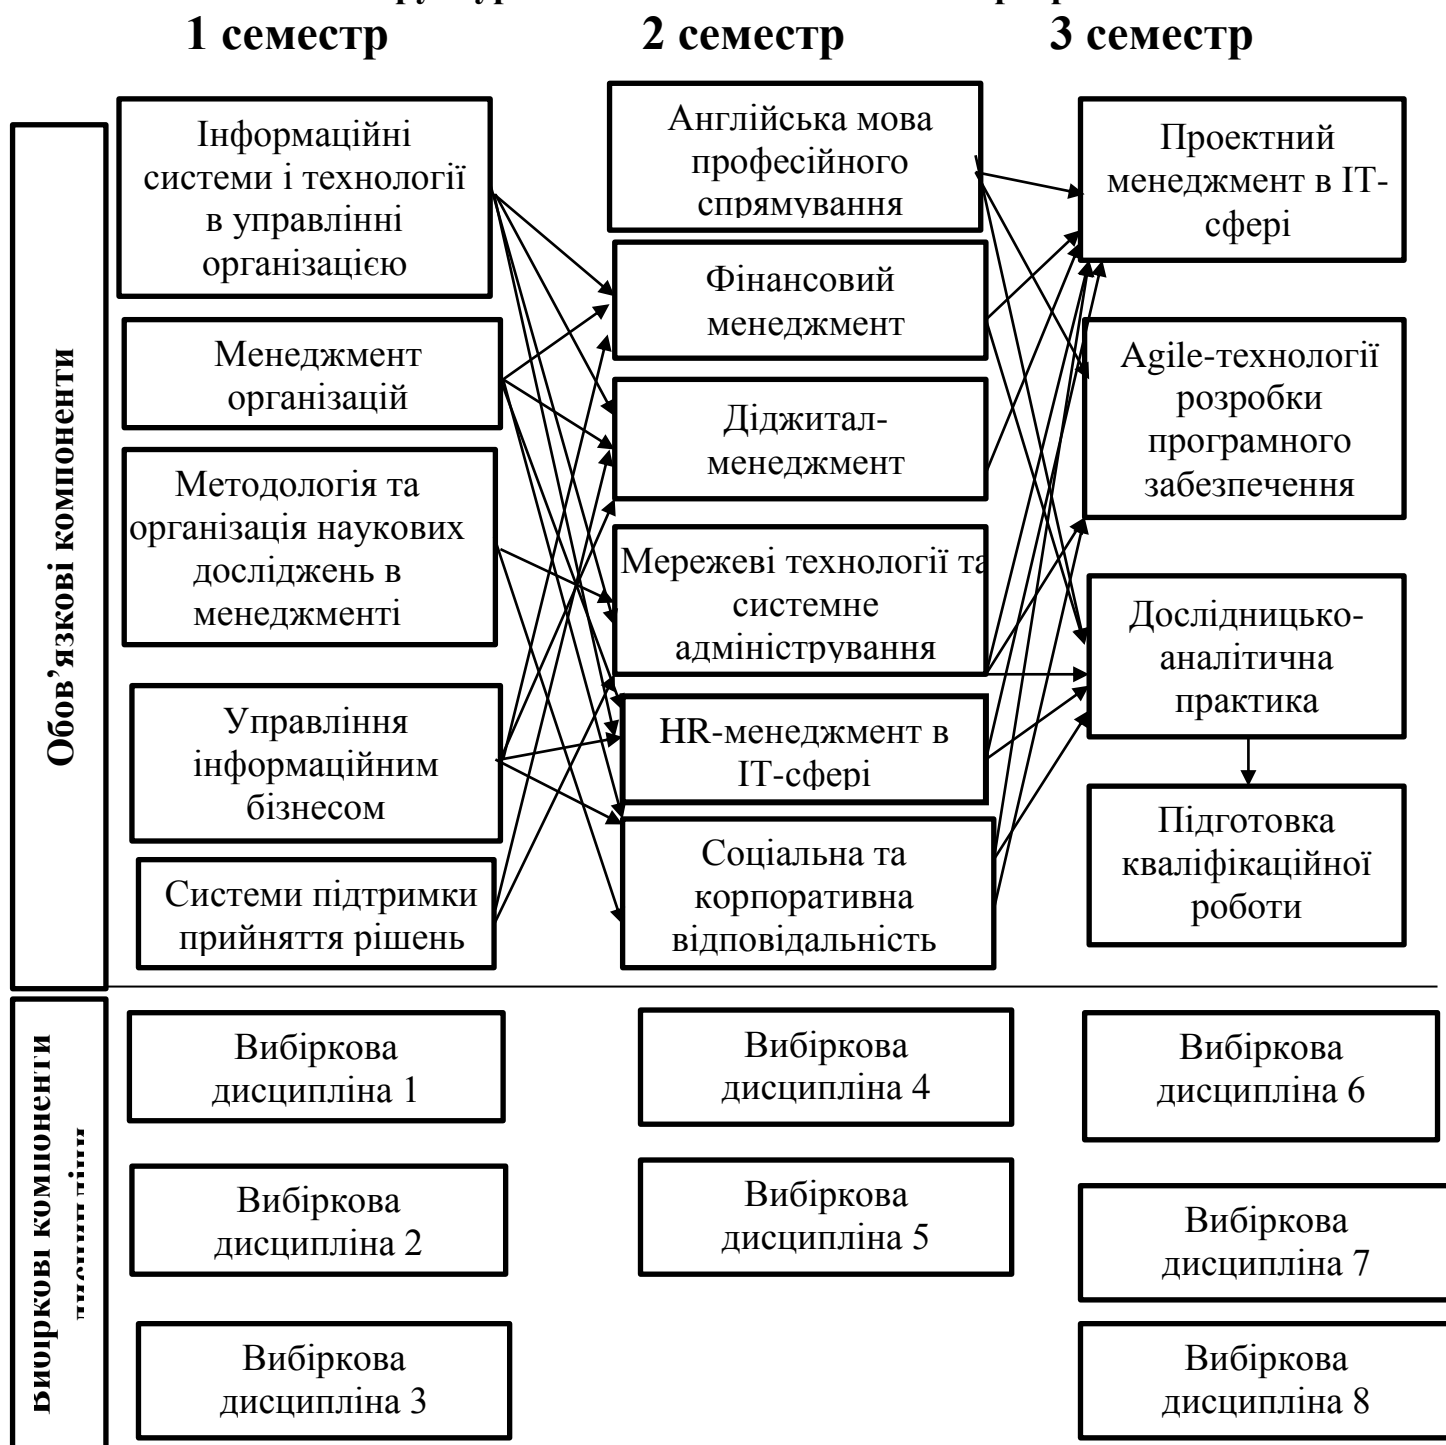 1 семестр
2 семестр
3 семестр
Обов’язкові компоненти
Інформаційні
системи і технології
в управлінні
організацією
Менеджмент
організацій
Методологія та
організація наукових
досліджень в
менеджменті
Управління
інформаційним
бізнесом
Системи підтримки
прийняття рішень
Англійська мова
професійного
спрямування
Фінансовий
менеджмент
Діджитал-
менеджмент
Мережеві технології та
системне
адміністрування
HR-менеджмент в
ІТ-сфері
Соціальна та
корпоративна
відповідальність
Проектний
менеджмент в ІТ-
сфері
Agile-технології
розробки
програмного
забезпечення
Дослідницько-
аналітична
практика
Підготовка
кваліфікаційної
роботи
Вибіркові компоненти
Вибіркова
дисципліна 1
Вибіркова
дисципліна 2
Вибіркова
дисципліна 3
Вибіркова
дисципліна 4
Вибіркова
дисципліна 5
Вибіркова
дисципліна 6
Вибіркова
дисципліна 7
Вибіркова
дисципліна 8